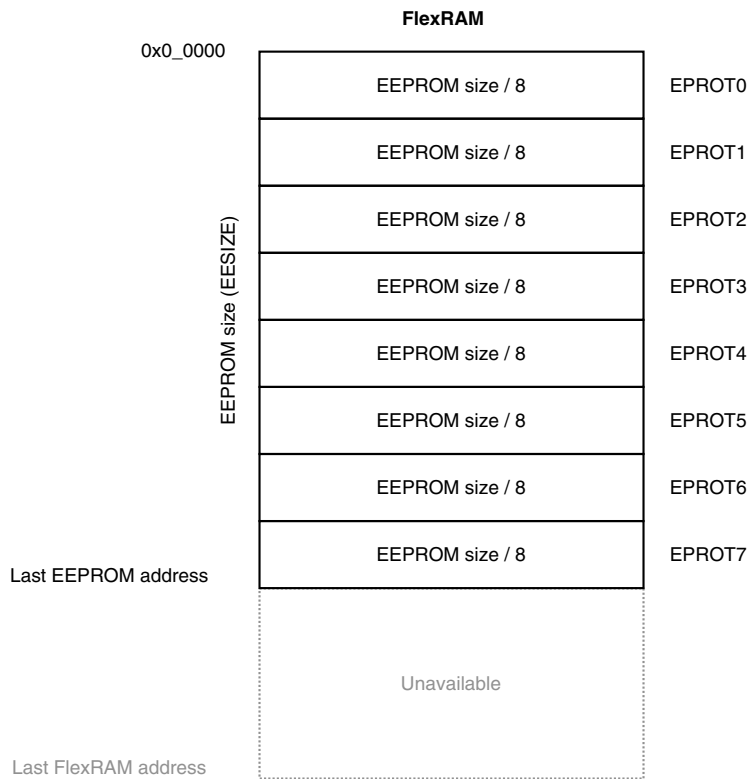 FlexRAM
0x0_0000
EEPROM size / 8 EPROT0
EEPROM size / 8 EPROT1
EEPROM size / 8 EPROT2
EEPROM size / 8 EPROT3
EEPROM size / 8 EPROT4
EEPROM size / 8 EPROT5
EEPROM size / 8 EPROT6
EEPROM size / 8 EPROT7
EEPROM size (EESIZE)
Last EEPROM address
Unavailable
Last FlexRAM address